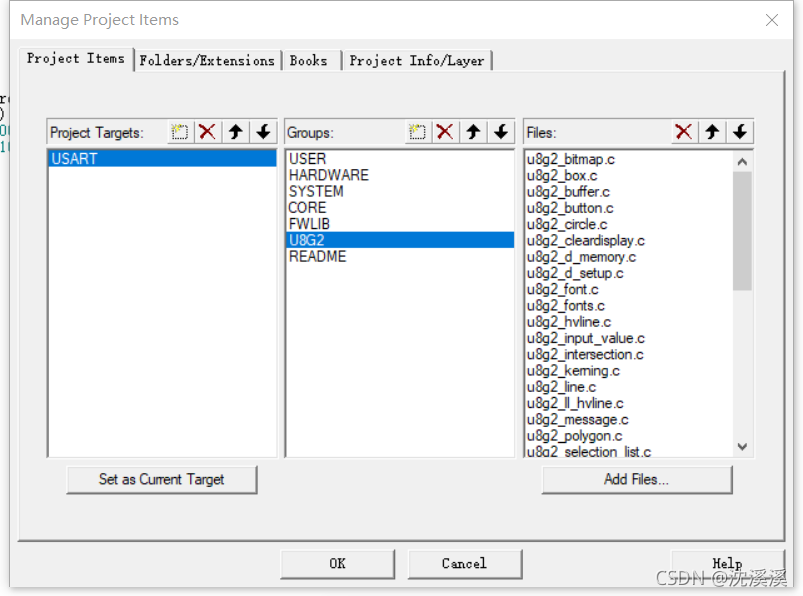 Manage Project Items
Project Items Folders/Extensions Books Project Info/Layer
Project Targets: Groups: Files:
USART
USER
HARDWARE
SYSTEM
CORE
FWLIB
U8G2
README
u8g2_bitmap.c
u8g2_box.c
u8g2_buffer.c
u8g2_button.c
u8g2_circle.c
u8g2_cleardisplay.c
u8g2_d_memory.c
u8g2_d_setup.c
u8g2_font.c
u8g2_fonts.c
u8g2_hvline.c
u8g2_input_value.c
u8g2_intersection.c
u8g2_kerning.c
u8g2_line.c
u8g2_ll_hvline.c
u8g2_message.c
u8g2_polygon.c
u8g2_selection_list.c
Set as Current Target Add Files...
OK Cancel Help
CSDN @沈溪溪